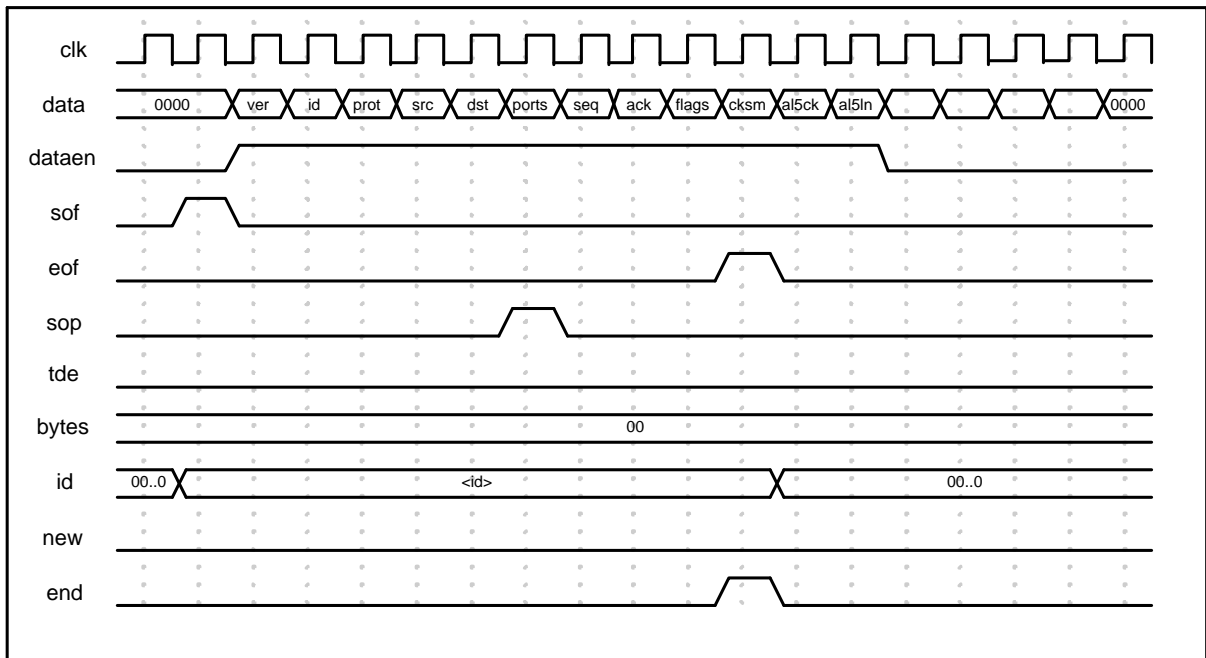 clk
data 0000 ver id prot src dst ports seq ack flags cksm al5ck al5ln 0000
dataen
sof
eof
sop
tde
bytes 00
id 00..0 <id> 00..0
new
end